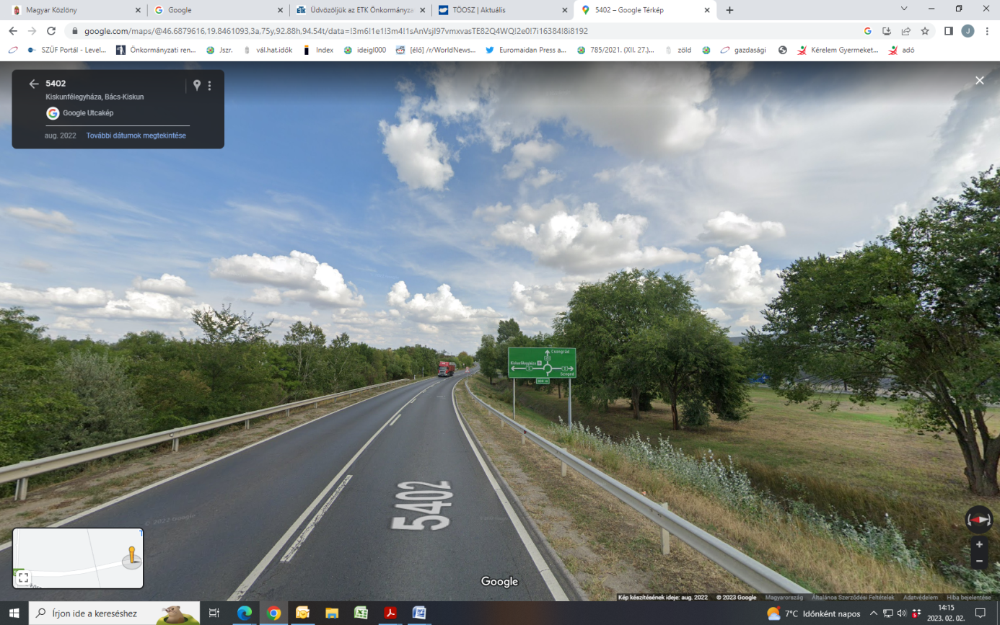 Magyar Közlöny
Google
Üdvözöljük az ETK Önkormányza
TÖOSZ | Aktuális
5402 – Google Térkép
google.com/maps/@46.6879616,19.8461093,3a,75y,92.88h,94.54t/data=!3m6!1e1!3m4!1sAnVsjI97vmxvasTE82Q4WQ!2e0!7i16384!8i8192
J
SZÜF Portál - Level...
Önkormányzati ren...
Jszr.
vál.hat.idők
Index
ideigl000
[élő] /r/WorldNews...
Euromaidan Press a...
785/2021. (XII. 27.)...
zöld
gazdasági
Kérelem Gyermeket...
adó
5402
Kiskunfélegyháza, Bács-Kiskun
Google Utcakép
aug. 2022 További dátumok megtekintése
Csongrád
Kiskunfélegyháza
5
Szeged
5402
© 2023 Google
Google
Kép készítésének ideje: aug. 2022 © 2023 Google Magyarország Általános Szerződési Feltételek Adatvédelem Hiba bejelentése
Írjon ide a kereséshez
7°C Időnként napos
14:15
2023. 02. 02.